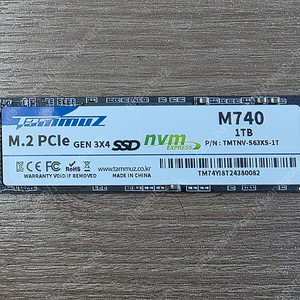 Tammuz
M740
1TB
M.2 PCIe GEN 3X4 SSD nvm EXPRESS
P/N : TMTNV-S63XS-1T
WARRANTY VOID IF REMOVED
www.tammuz.co.kr
MADE IN CHINA
TM74YI8T24380082